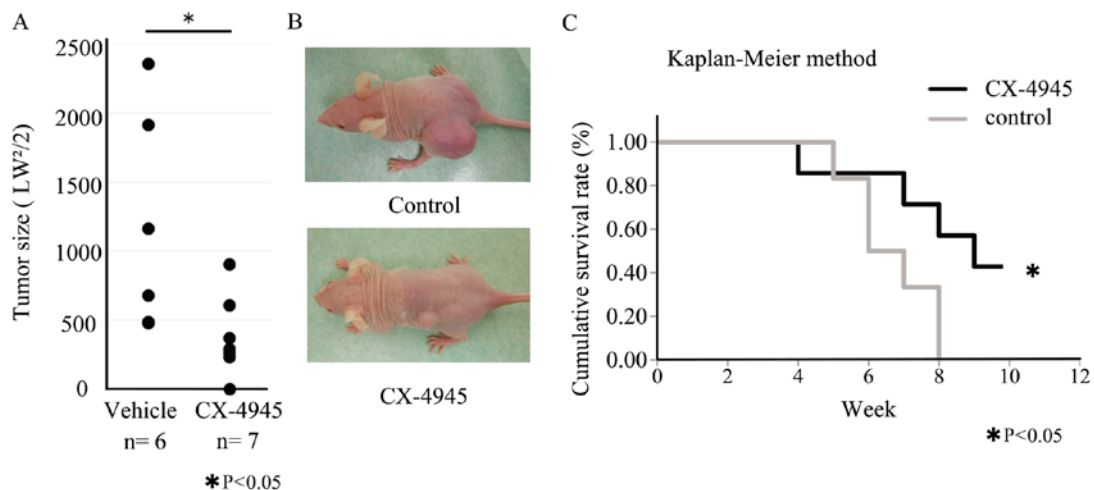 A
*
2500
2000
1500
1000
500
0
Tumor size ( LW²/2)
Vehicle
n= 6
CX-4945
n= 7
*P<0.05
B
Control
CX-4945
C
Kaplan-Meier method
CX-4945
control
Cumulative survival rate (%)
1.00
0.80
0.60
0.40
0.20
0.00
*
0 2 4 6 8 10 12
Week
*P<0.05